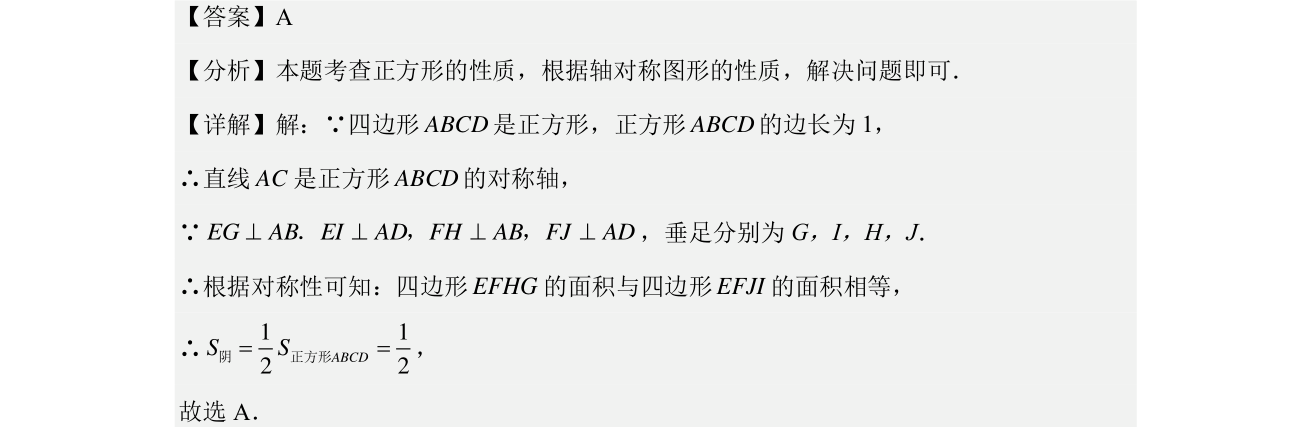 【答案】A
【分析】本题考查正方形的性质，根据轴对称图形的性质，解决问题即可．
【详解】解：∵四边形ABCD是正方形，正方形ABCD的边长为1，
∴直线AC是正方形ABCD的对称轴，
∵EG⊥AB．EI⊥AD，FH⊥AB，FJ⊥AD，垂足分别为G，I，H，J．
∴根据对称性可知：四边形EFHG的面积与四边形EFJI的面积相等，
∴S阴=1/2S正方形ABCD=1/2，
故选A．